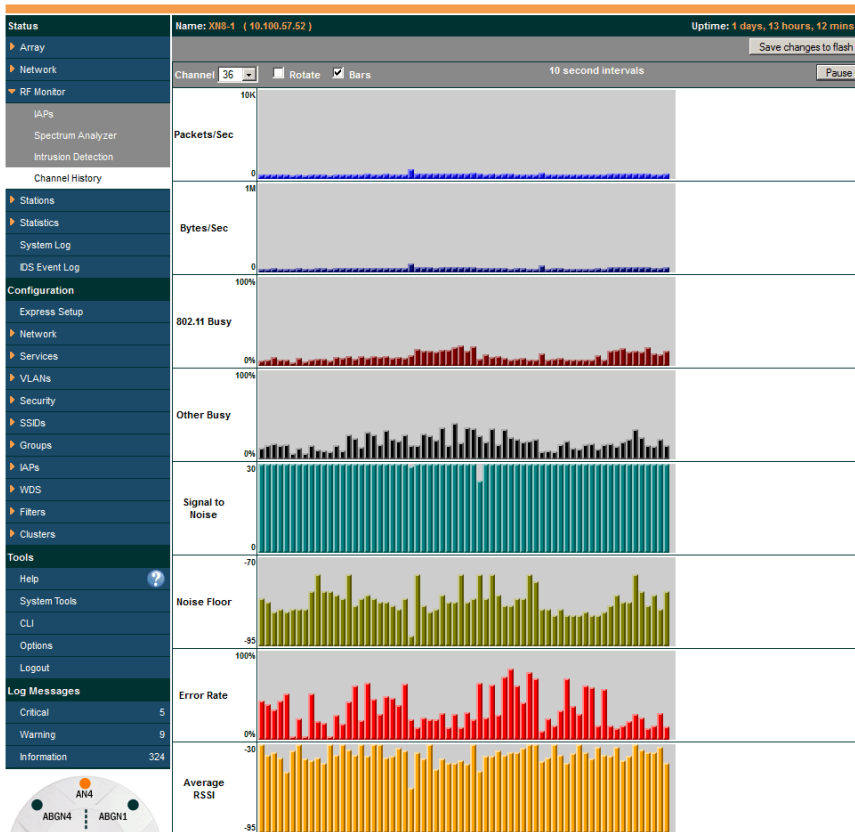 Status
Name: XN8-1 ( 10.100.57.52 )
Uptime: 1 days, 13 hours, 12 mins
Array
Save changes to flash
Network
Channel 36 Rotate Bars
10 second intervals
Pause
RF Monitor
IAPs
Spectrum Analyzer
Intrusion Detection
Channel History
Stations
Statistics
System Log
IDS Event Log
Configuration
Express Setup
Network
Services
VLANs
Security
SSIDs
Groups
IAPs
WDS
Filters
Clusters
Tools
Help ?
System Tools
CLI
Options
Logout
Log Messages
Critical 5
Warning 9
Information 324
AN4
ABGN4 ABGN1
10K
Packets/Sec
0
1M
Bytes/Sec
0
100%
802.11 Busy
0%
100%
Other Busy
0%
30
Signal to
Noise
0
-70
Noise Floor
-95
100%
Error Rate
0%
-30
Average
RSSI
-95